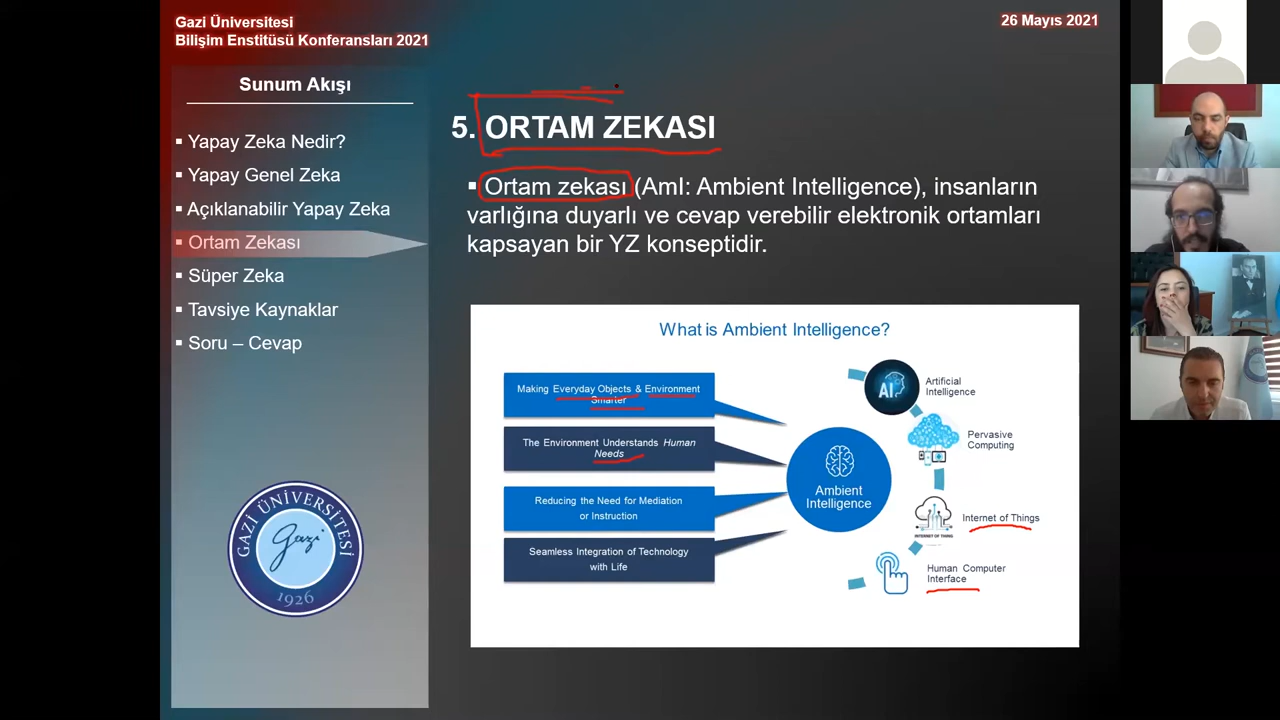 Gazi Üniversitesi
Bilişim Enstitüsü Konferansları 2021
26 Mayıs 2021
Sunum Akışı
▪ Yapay Zeka Nedir?
▪ Yapay Genel Zeka
▪ Açıklanabilir Yapay Zeka
▪ Ortam Zekası
▪ Süper Zeka
▪ Tavsiye Kaynaklar
▪ Soru – Cevap
GAZİ ÜNİVERSİTESİ
Gazi
1926
5. ORTAM ZEKASI
▪ Ortam zekası (AmI: Ambient Intelligence), insanların
varlığına duyarlı ve cevap verebilir elektronik ortamları
kapsayan bir YZ konseptidir.
What is Ambient Intelligence?
Making Everyday Objects & Environment
Smarter
The Environment Understands Human
Needs
Reducing the Need for Mediation
or Instruction
Seamless Integration of Technology
with Life
Ambient
Intelligence
AI
Artificial
Intelligence
Pervasive
Computing
Internet of Things
INTERNET OF THING
Human Computer
Interface